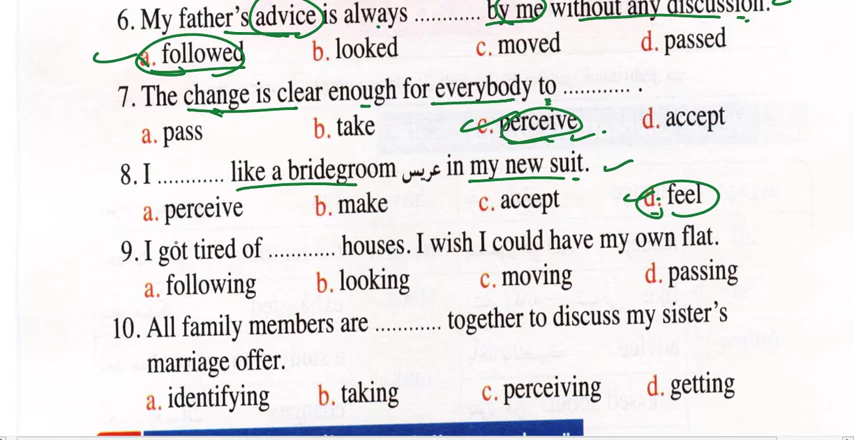 6. My father's advice is always ............ by me without any discussion.
a. followed b. looked c. moved d. passed
7. The change is clear enough for everybody to ............ .
a. pass b. take c. perceive d. accept
8. I ............ like a bridegroom عريس in my new suit.
a. perceive b. make c. accept d. feel
9. I got tired of ............ houses. I wish I could have my own flat.
a. following b. looking c. moving d. passing
10. All family members are ............ together to discuss my sister's
marriage offer.
a. identifying b. taking c. perceiving d. getting